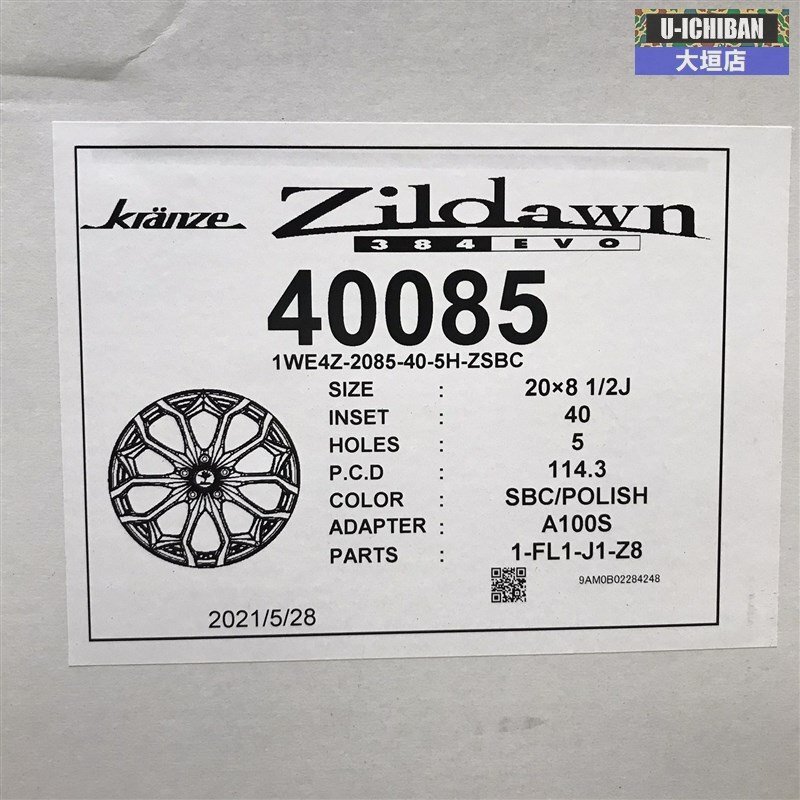 U-ICHIBAN
大垣店
Kränze Zildawn
384 EVO
40085
1WE4Z-2085-40-5H-ZSBC
SIZE : 20×8 1/2J
INSET : 40
HOLES : 5
P.C.D : 114.3
COLOR : SBC/POLISH
ADAPTER : A100S
PARTS : 1-FL1-J1-Z8
9AM0B02284248
2021/5/28